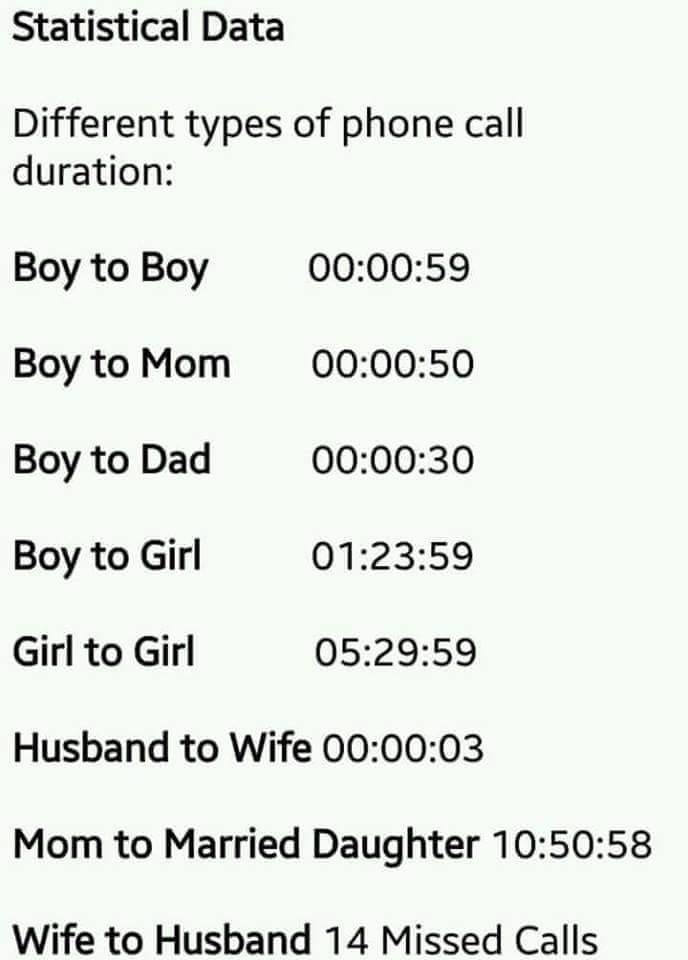 Statistical Data
Different types of phone call
duration:
Boy to Boy 00:00:59
Boy to Mom 00:00:50
Boy to Dad 00:00:30
Boy to Girl 01:23:59
Girl to Girl 05:29:59
Husband to Wife 00:00:03
Mom to Married Daughter 10:50:58
Wife to Husband 14 Missed Calls